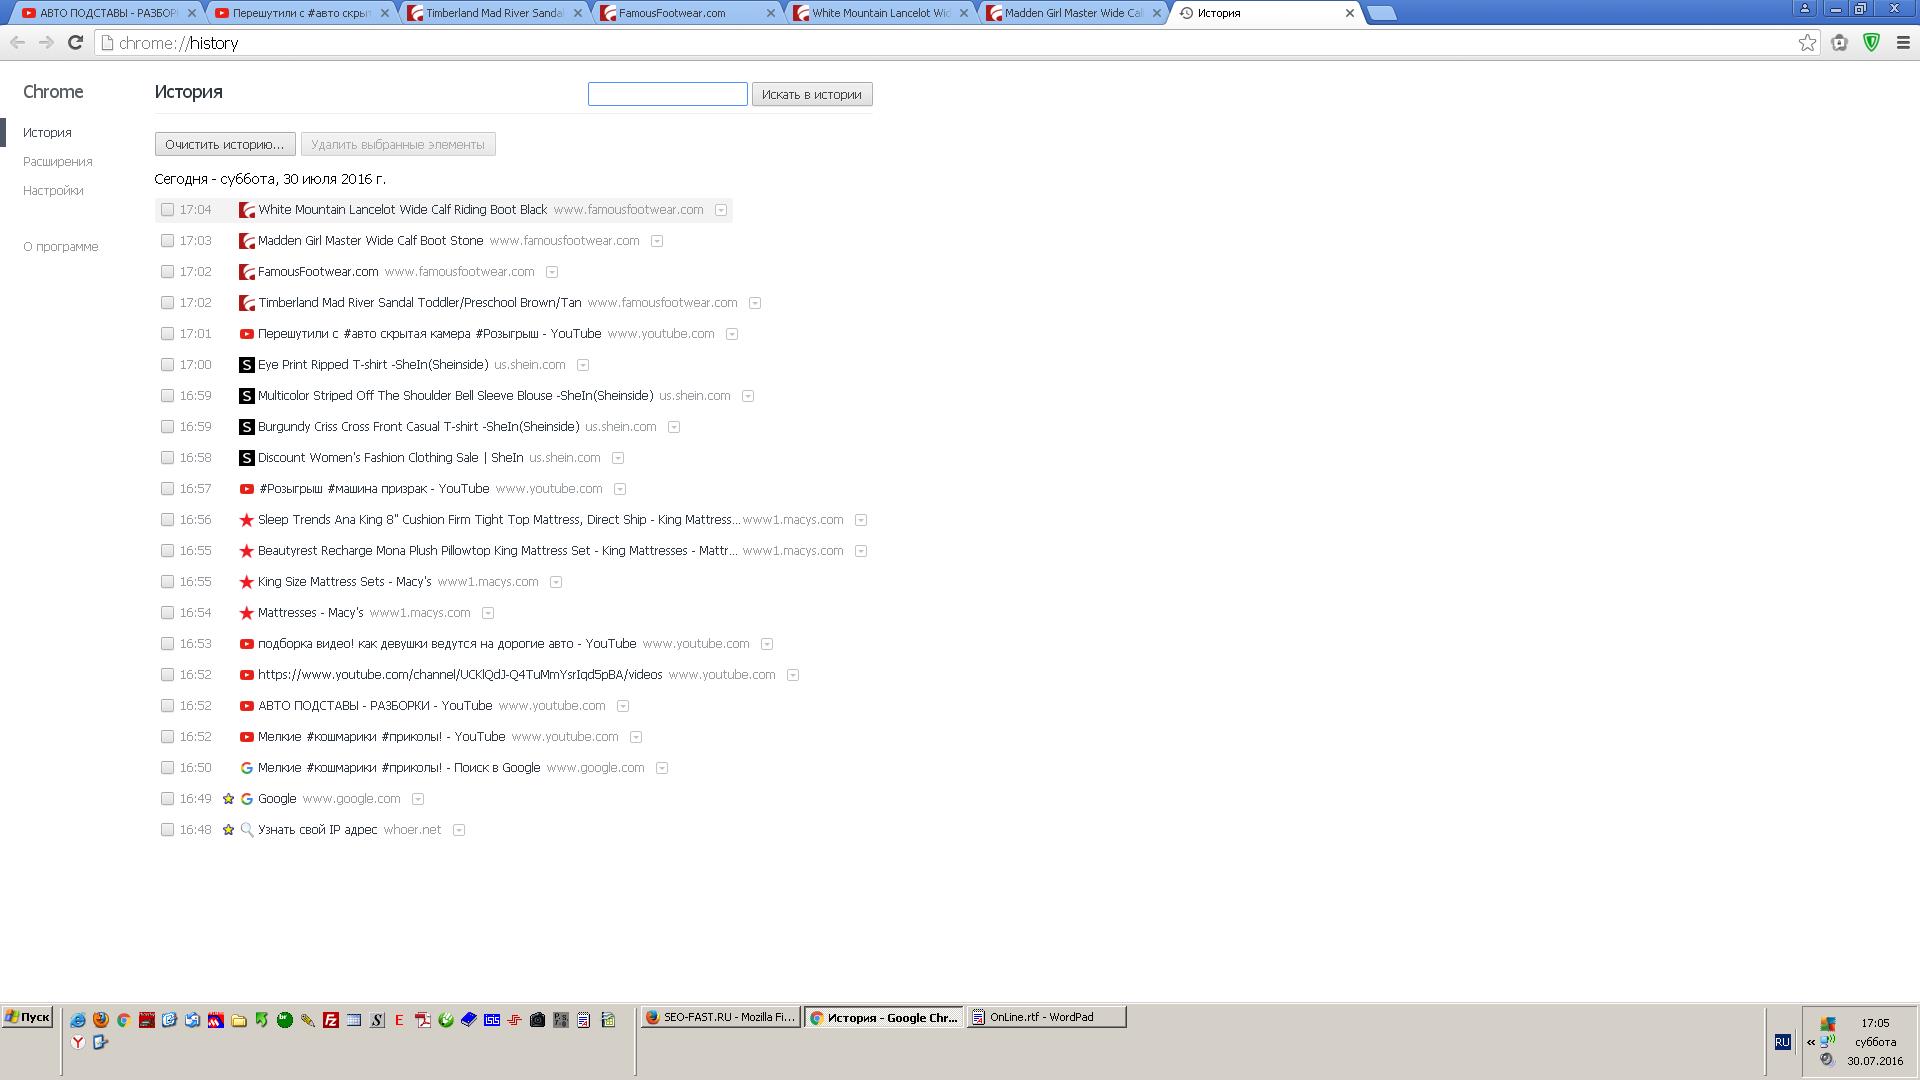 АВТО ПОДСТАВЫ - РАЗБОРК
Перешутили с #авто скрыт
Timberland Mad River Sandal
FamousFootwear.com
White Mountain Lancelot Wid
Madden Girl Master Wide Cal
История
chrome://history
Chrome
История
Искать в истории
История
Расширения
Настройки
О программе
Очистить историю...
Удалить выбранные элементы
Сегодня - суббота, 30 июля 2016 г.
17:04 White Mountain Lancelot Wide Calf Riding Boot Black www.famousfootwear.com
17:03 Madden Girl Master Wide Calf Boot Stone www.famousfootwear.com
17:02 FamousFootwear.com www.famousfootwear.com
17:02 Timberland Mad River Sandal Toddler/Preschool Brown/Tan www.famousfootwear.com
17:01 Перешутили с #авто скрытая камера #Розыгрыш - YouTube www.youtube.com
17:00 Eye Print Ripped T-shirt -SheIn(Sheinside) us.shein.com
16:59 Multicolor Striped Off The Shoulder Bell Sleeve Blouse -SheIn(Sheinside) us.shein.com
16:59 Burgundy Criss Cross Front Casual T-shirt -SheIn(Sheinside) us.shein.com
16:58 Discount Women's Fashion Clothing Sale | SheIn us.shein.com
16:57 #Розыгрыш #машина призрак - YouTube www.youtube.com
16:56 Sleep Trends Ana King 8" Cushion Firm Tight Top Mattress, Direct Ship - King Mattress... www1.macys.com
16:55 Beautyrest Recharge Mona Plush Pillowtop King Mattress Set - King Mattresses - Mattr... www1.macys.com
16:55 King Size Mattress Sets - Macy's www1.macys.com
16:54 Mattresses - Macy's www1.macys.com
16:53 подборка видео! как девушки ведутся на дорогие авто - YouTube www.youtube.com
16:52 https://www.youtube.com/channel/UCKlQdJ-Q4TuMmYsrIqd5pBA/videos www.youtube.com
16:52 АВТО ПОДСТАВЫ - РАЗБОРКИ - YouTube www.youtube.com
16:52 Мелкие #кошмарики #приколы! - YouTube www.youtube.com
16:50 Мелкие #кошмарики #приколы! - Поиск в Google www.google.com
16:49 Google www.google.com
16:48 Узнать свой IP адрес whoer.net
Пуск
SEO-FAST.RU - Mozilla Fi...
История - Google Chr...
OnLine.rtf - WordPad
RU
17:05
суббота
30.07.2016